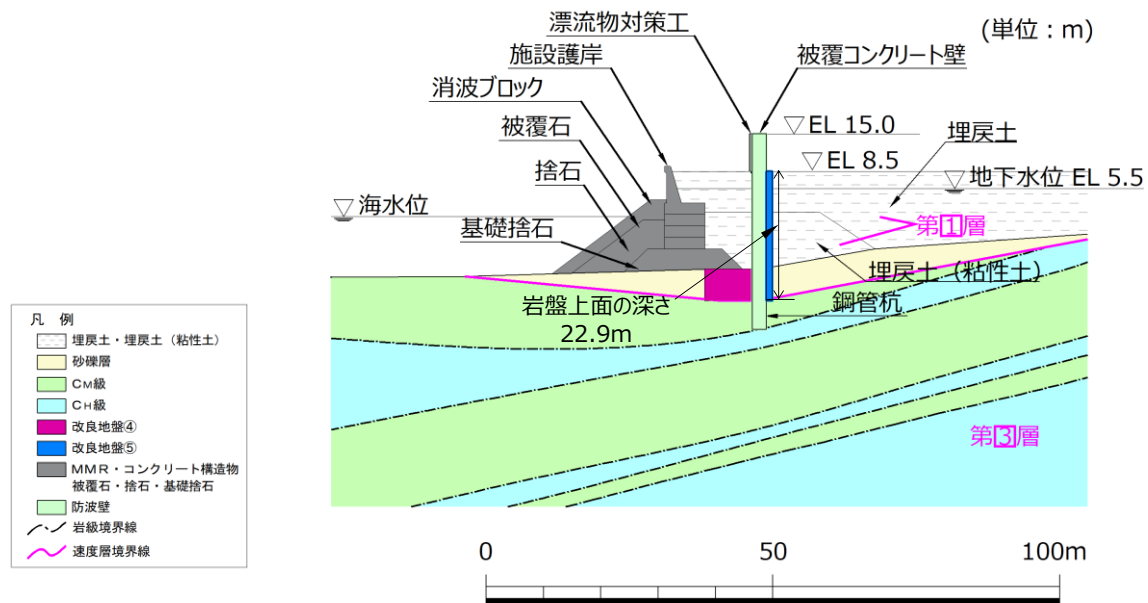 漂流物対策工
(単位：m)
施設護岸
被覆コンクリート壁
消波ブロック
被覆石
▽ EL 15.0
埋戻土
捨石
▽ EL 8.5
地下水位 EL 5.5
▽ 海水位
第1層
基礎捨石
埋戻土（粘性土）
岩盤上面の深さ
22.9m
鋼管杭
凡 例
埋戻土・埋戻土（粘性土）
砂礫層
CM級
CH級
改良地盤④
改良地盤⑤
MMR・コンクリート構造物
被覆石・捨石・基礎捨石
防波壁
岩級境界線
速度層境界線
第3層
0 50 100m